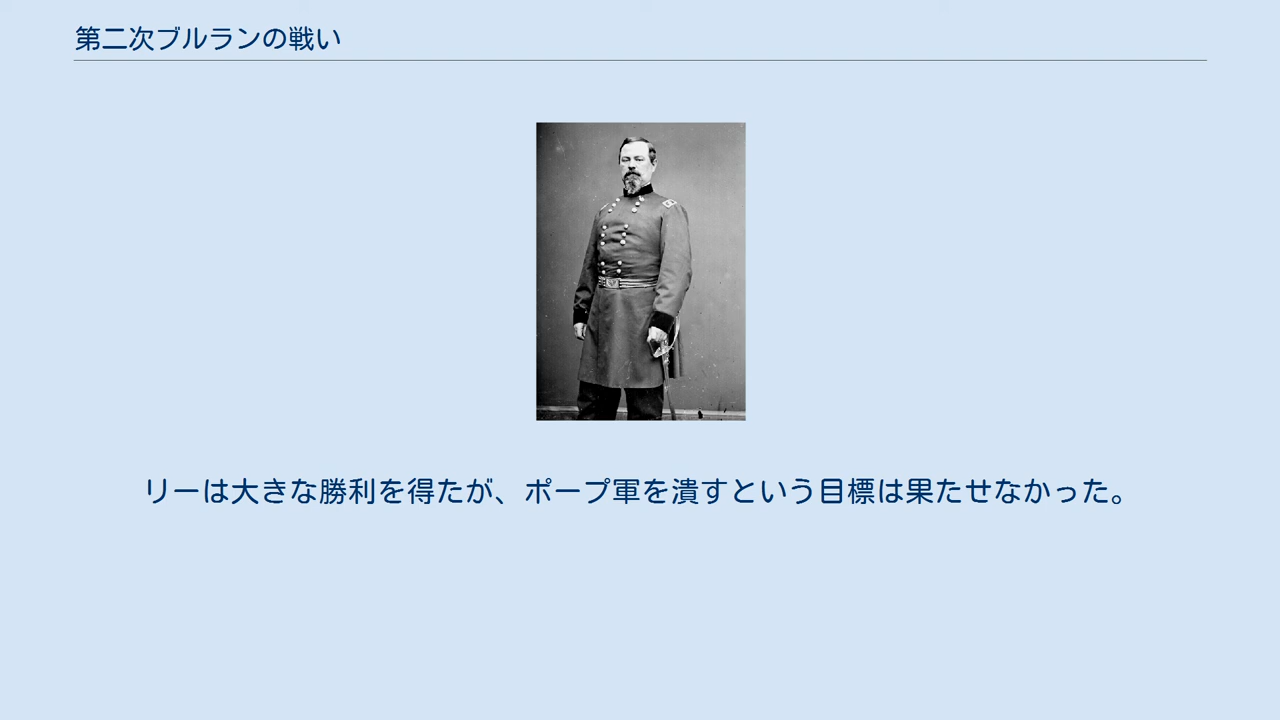 第二次ブルランの戦い
リーは大きな勝利を得たが、ポープ軍を潰すという目標は果たせなかった。